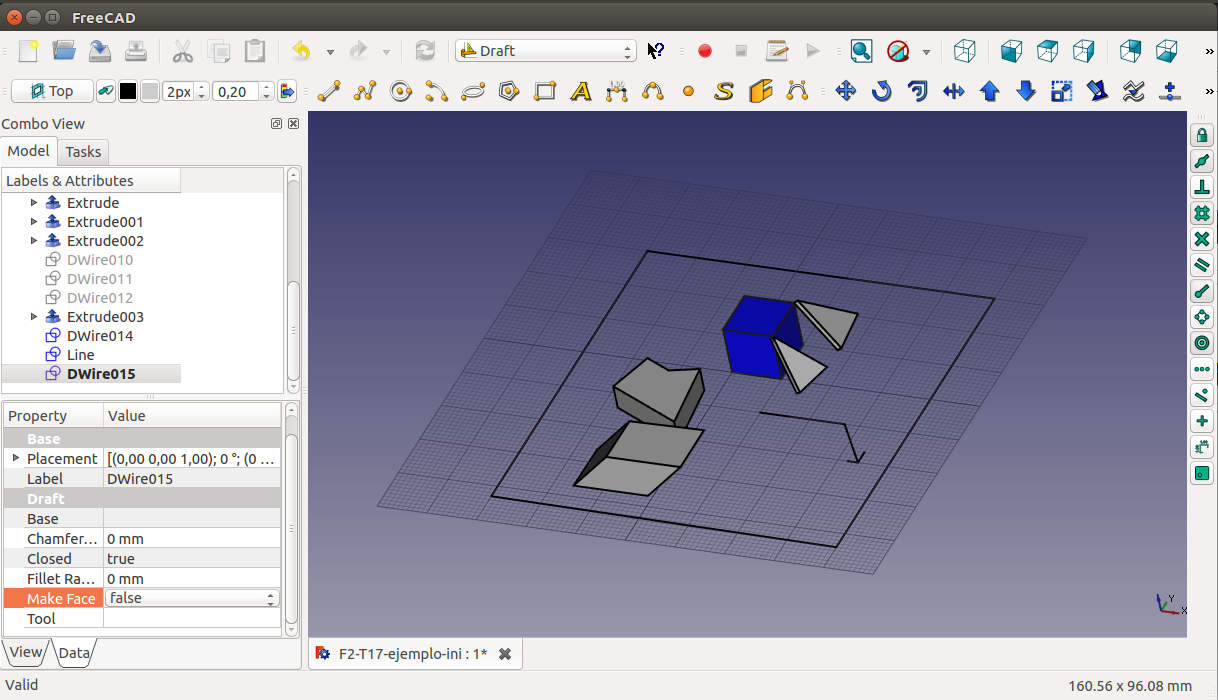 FreeCAD
Draft
Top
2px
0,20
Combo View
Model
Tasks
Labels & Attributes
Extrude
Extrude001
Extrude002
DWire010
DWire011
DWire012
Extrude003
DWire014
Line
DWire015
Property Value
Base
Placement [(0,00 0,00 1,00); 0 °; (0 ...
Label DWire015
Draft
Base
Chamfer... 0 mm
Closed true
Fillet Ra... 0 mm
Make Face false
Tool
View
Data
Y
X
F2-T17-ejemplo-ini : 1*
Valid
160.56 x 96.08 mm